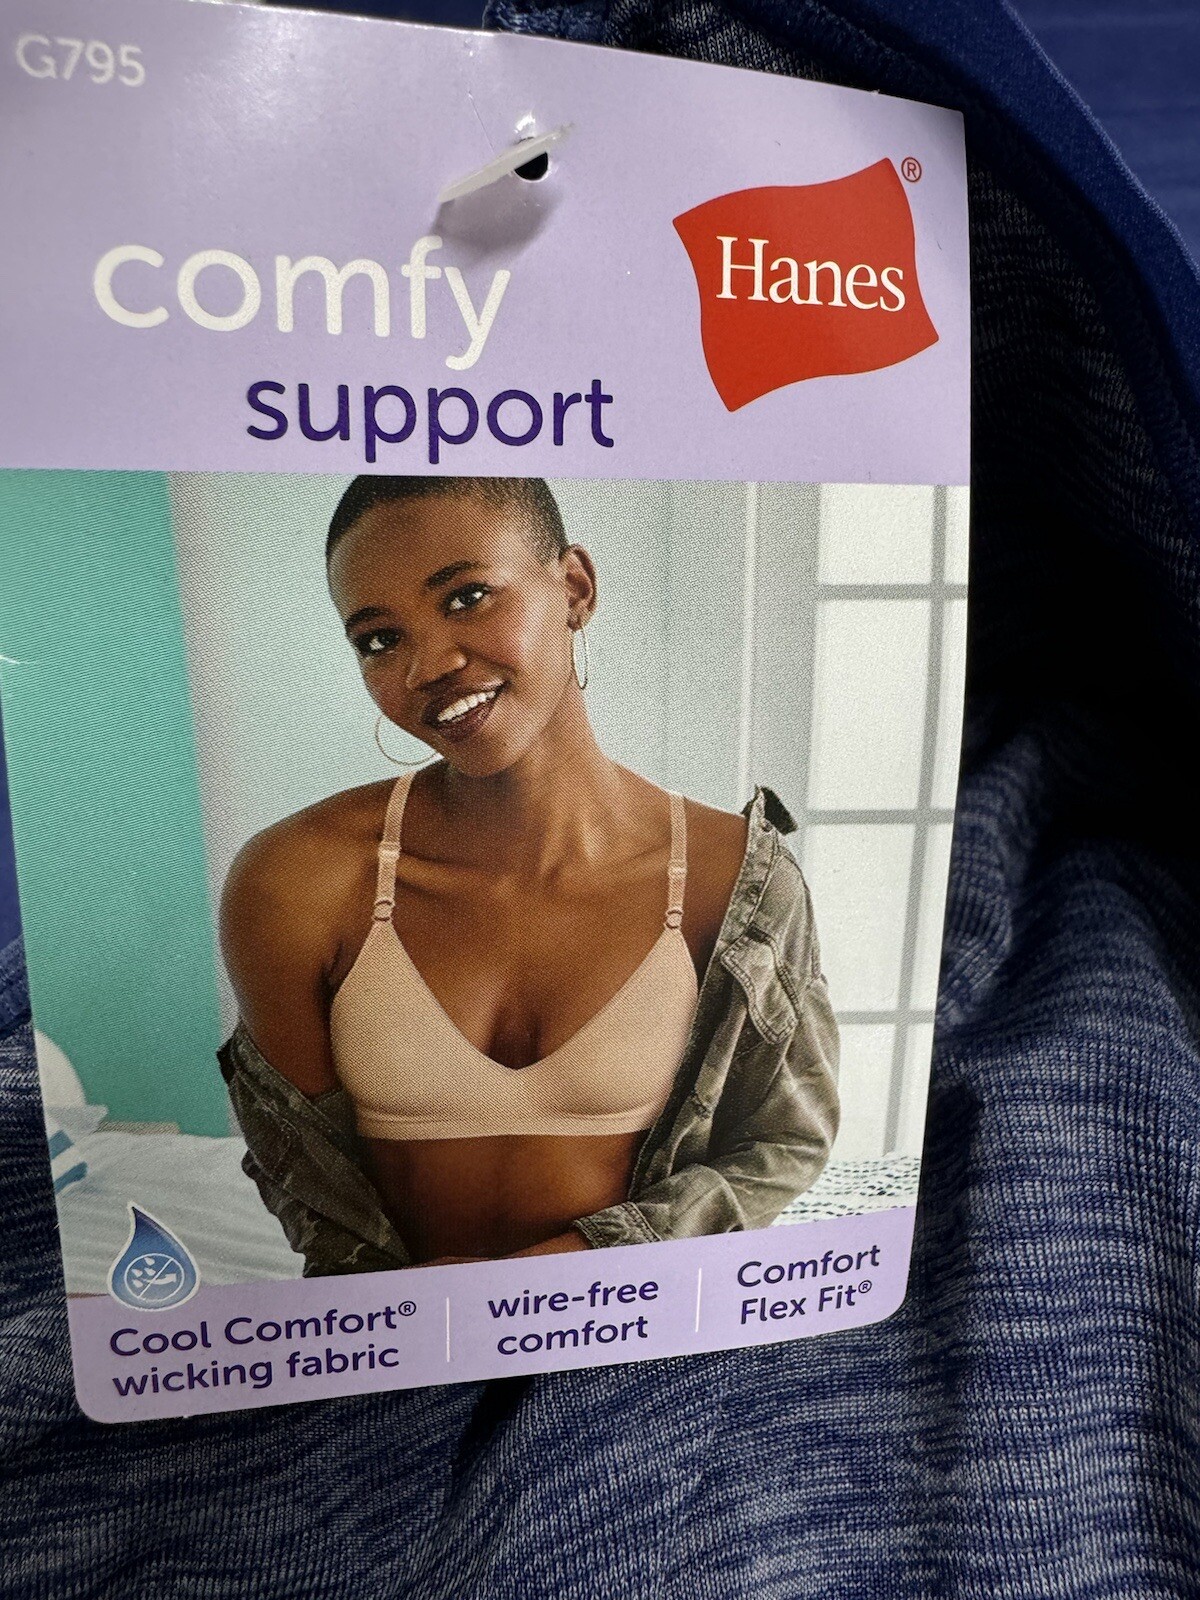 G795
comfy
support
Hanes®
Cool Comfort®
wicking fabric
wire-free
comfort
Comfort
Flex Fit®